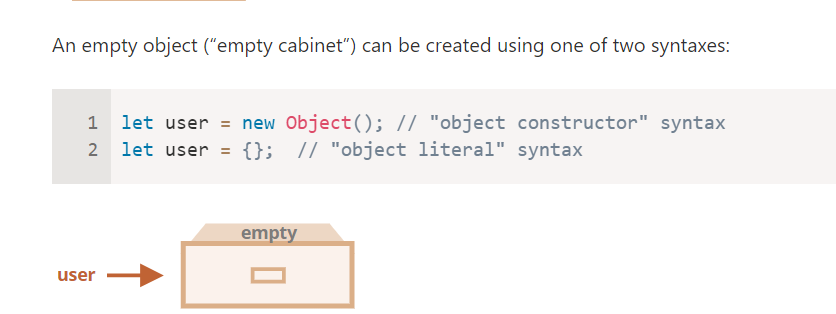 An empty object (“empty cabinet”) can be created using one of two syntaxes:
1 let user = new Object(); // "object constructor" syntax
2 let user = {};  // "object literal" syntax
empty
user